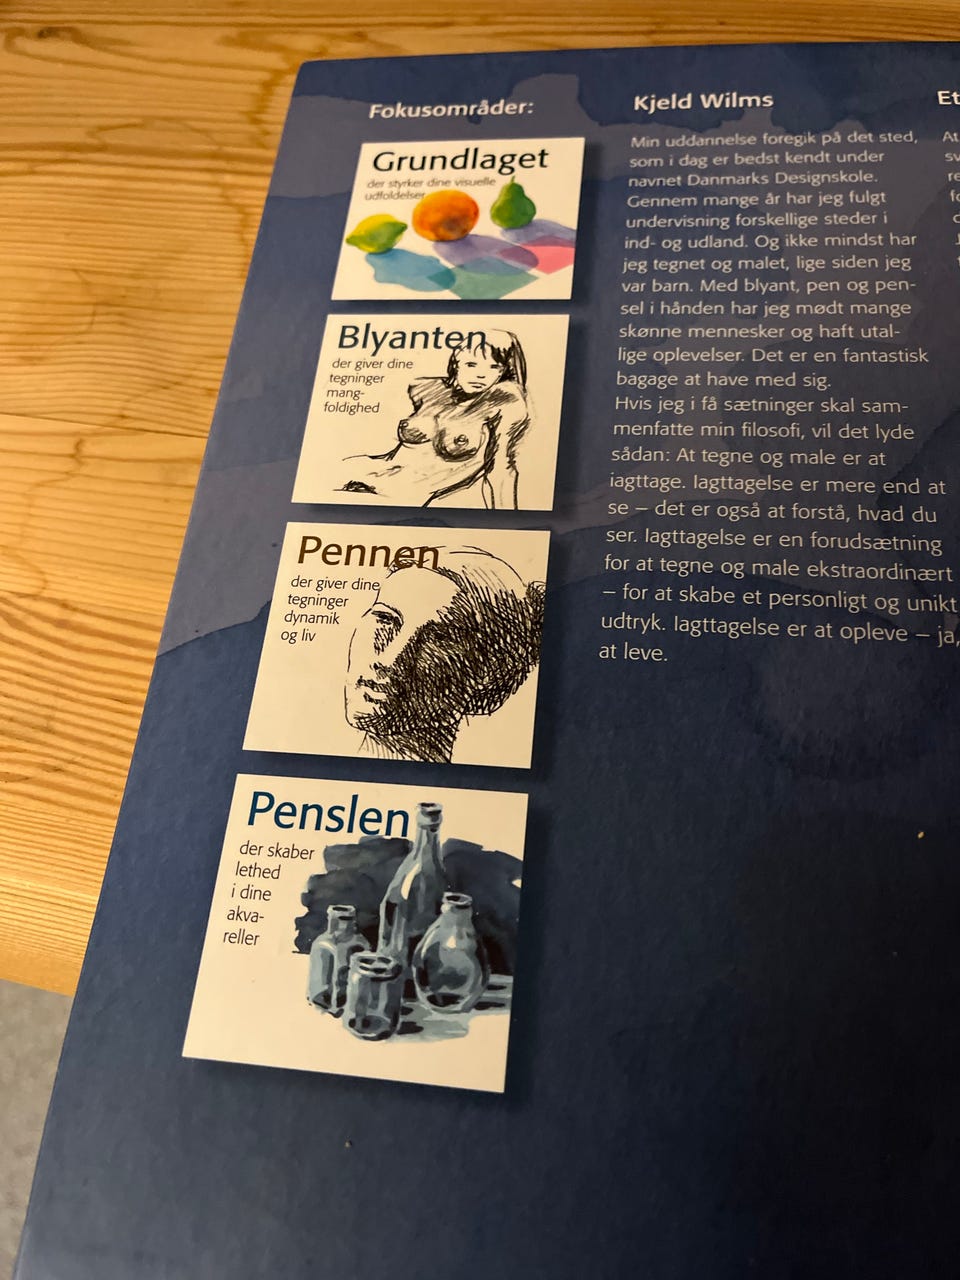 Fokusområder:
Grundlaget
der styrker dine visuelle
udfoldelser
Blyanten
der giver dine
tegninger
mang-
foldighed
Pennen
der giver dine
tegninger
dynamik
og liv
Penslen
der skaber
lethed
i dine
akva-
reller
Kjeld Wilms
Min uddannelse foregik på det sted,
som i dag er bedst kendt under
navnet Danmarks Designskole.
Gennem mange år har jeg fulgt
undervisning forskellige steder i
ind- og udland. Og ikke mindst har
jeg tegnet og malet, lige siden jeg
var barn. Med blyant, pen og pen-
sel i hånden har jeg mødt mange
skønne mennesker og haft utal-
lige oplevelser. Det er en fantastisk
bagage at have med sig.
Hvis jeg i få sætninger skal sam-
menfatte min filosofi, vil det lyde
sådan: At tegne og male er at
iagttage. Iagttagelse er mere end at
se – det er også at forstå, hvad du
ser. Iagttagelse er en forudsætning
for at tegne og male ekstraordinært
– for at skabe et personligt og unikt
udtryk. Iagttagelse er at opleve – ja,
at leve.
Et
At